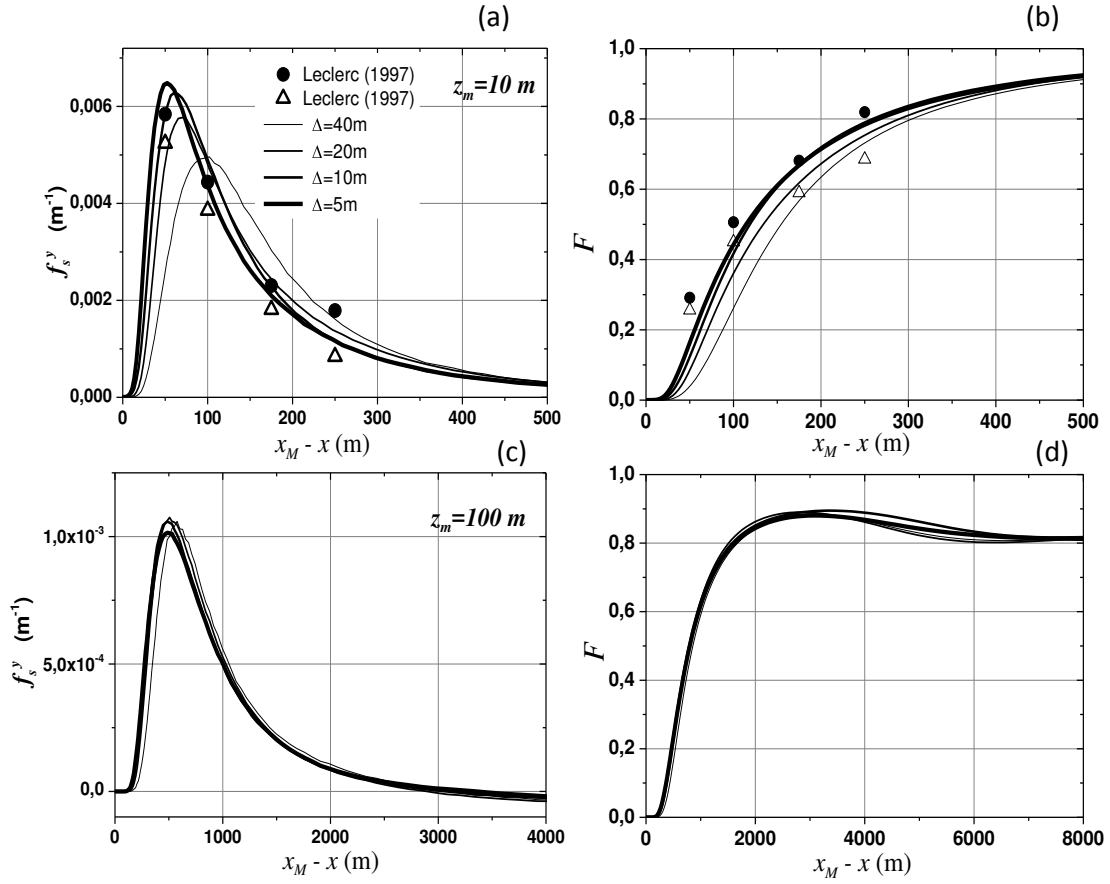 (a)
0,006
0,004
0,002
0,000
f_s^y (m^-1)
Leclerc (1997)
Leclerc (1997)
Δ=40m
Δ=20m
Δ=10m
Δ=5m
z_m=10 m
0 100 200 300 400 500
x_M - x (m)
(b)
1,0
0,8
0,6
0,4
0,2
0,0
F
0 100 200 300 400 500
x_M - x (m)
(c)
1,0x10^-3
5,0x10^-4
0,0
f_s^y (m^-1)
z_m=100 m
0 1000 2000 3000 4000
x_M - x (m)
(d)
1,0
0,8
0,6
0,4
0,2
0,0
F
0 2000 4000 6000 8000
x_M - x (m)